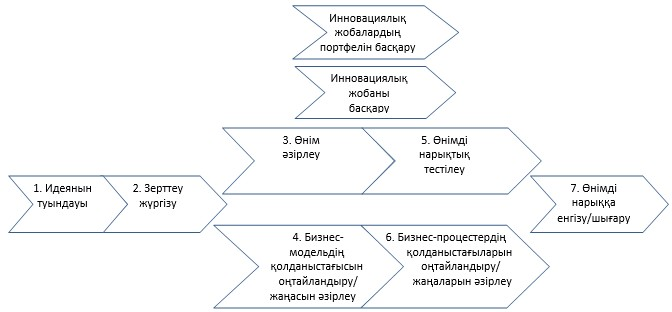 Инновациялық
жобалардың
портфелін басқару
Инновациялық
жобаны
басқару
3. Өнім
әзірлеу
5. Өнімді
нарықтық
тестілеу
1. Идеянын
туындауы
2. Зерттеу
жүргізу
7. Өнімді
нарыққа
енгізу/шығару
4. Бизнес-
модельдің
қолданыстағысын
оңтайландыру/
жаңасын әзірлеу
6. Бизнес-процестердің
қолданыстағыларын
оңтайландыру/
жаңаларын әзірлеу